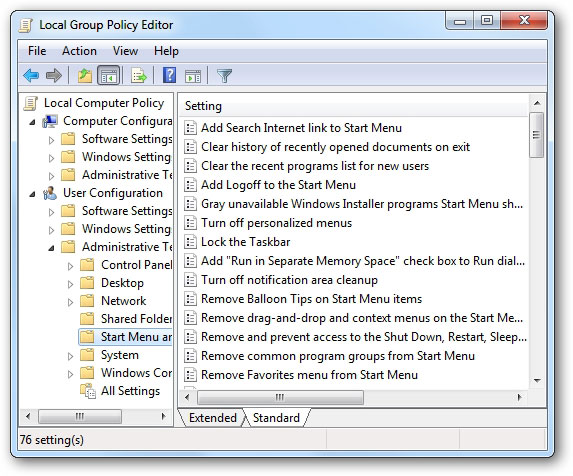 Local Group Policy Editor
File Action View Help
Local Computer Policy
Computer Configura
Software Settings
Windows Setting
Administrative Te
User Configuration
Software Settings
Windows Setting
Administrative Te
Control Pane
Desktop
Network
Shared Folder
Start Menu ar
System
Windows Cor
All Settings
Setting
Add Search Internet link to Start Menu
Clear history of recently opened documents on exit
Clear the recent programs list for new users
Add Logoff to the Start Menu
Gray unavailable Windows Installer programs Start Menu sh...
Turn off personalized menus
Lock the Taskbar
Add "Run in Separate Memory Space" check box to Run dial...
Turn off notification area cleanup
Remove Balloon Tips on Start Menu items
Remove drag-and-drop and context menus on the Start Me...
Remove and prevent access to the Shut Down, Restart, Sleep...
Remove common program groups from Start Menu
Remove Favorites menu from Start Menu
Extended Standard
76 setting(s)